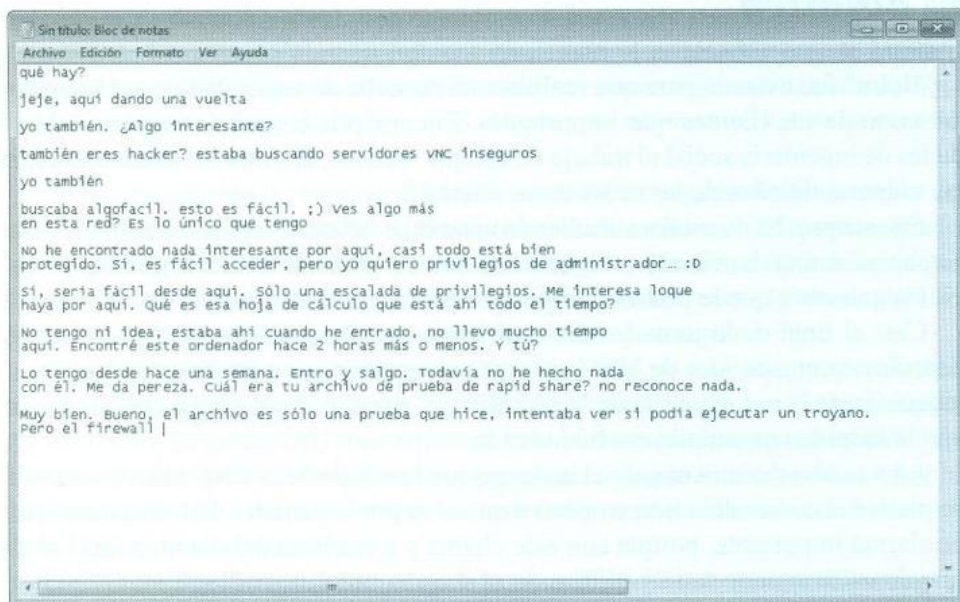 Sin título: Bloc de notas
Archivo Edición Formato Ver Ayuda
qué hay?
jeje, aquí dando una vuelta
yo también. ¿Algo interesante?
también eres hacker? estaba buscando servidores VNC inseguros
yo también
buscaba algofacil. esto es fácil. ;) Ves algo más
en esta red? Es lo único que tengo
No he encontrado nada interesante por aquí, casi todo está bien
protegido. Sí, es fácil acceder, pero yo quiero privilegios de administrador…:D
Sí, sería fácil desde aquí. Sólo una escalada de privilegios. Me interesa loque
haya por aquí. Qué es esa hoja de cálculo que está ahí todo el tiempo?
No tengo ni idea, estaba ahí cuando he entrado, no llevo mucho tiempo
aquí. Encontré este ordenador hace 2 horas más o menos. Y tú?
Lo tengo desde hace una semana. Entro y salgo. Todavía no he hecho nada
con él. Me da pereza. Cuál era tu archivo de prueba de rapid share? no reconoce nada.
Muy bien. Bueno, el archivo es sólo una prueba que hice, intentaba ver si podía ejecutar un troyano.
Pero el firewall